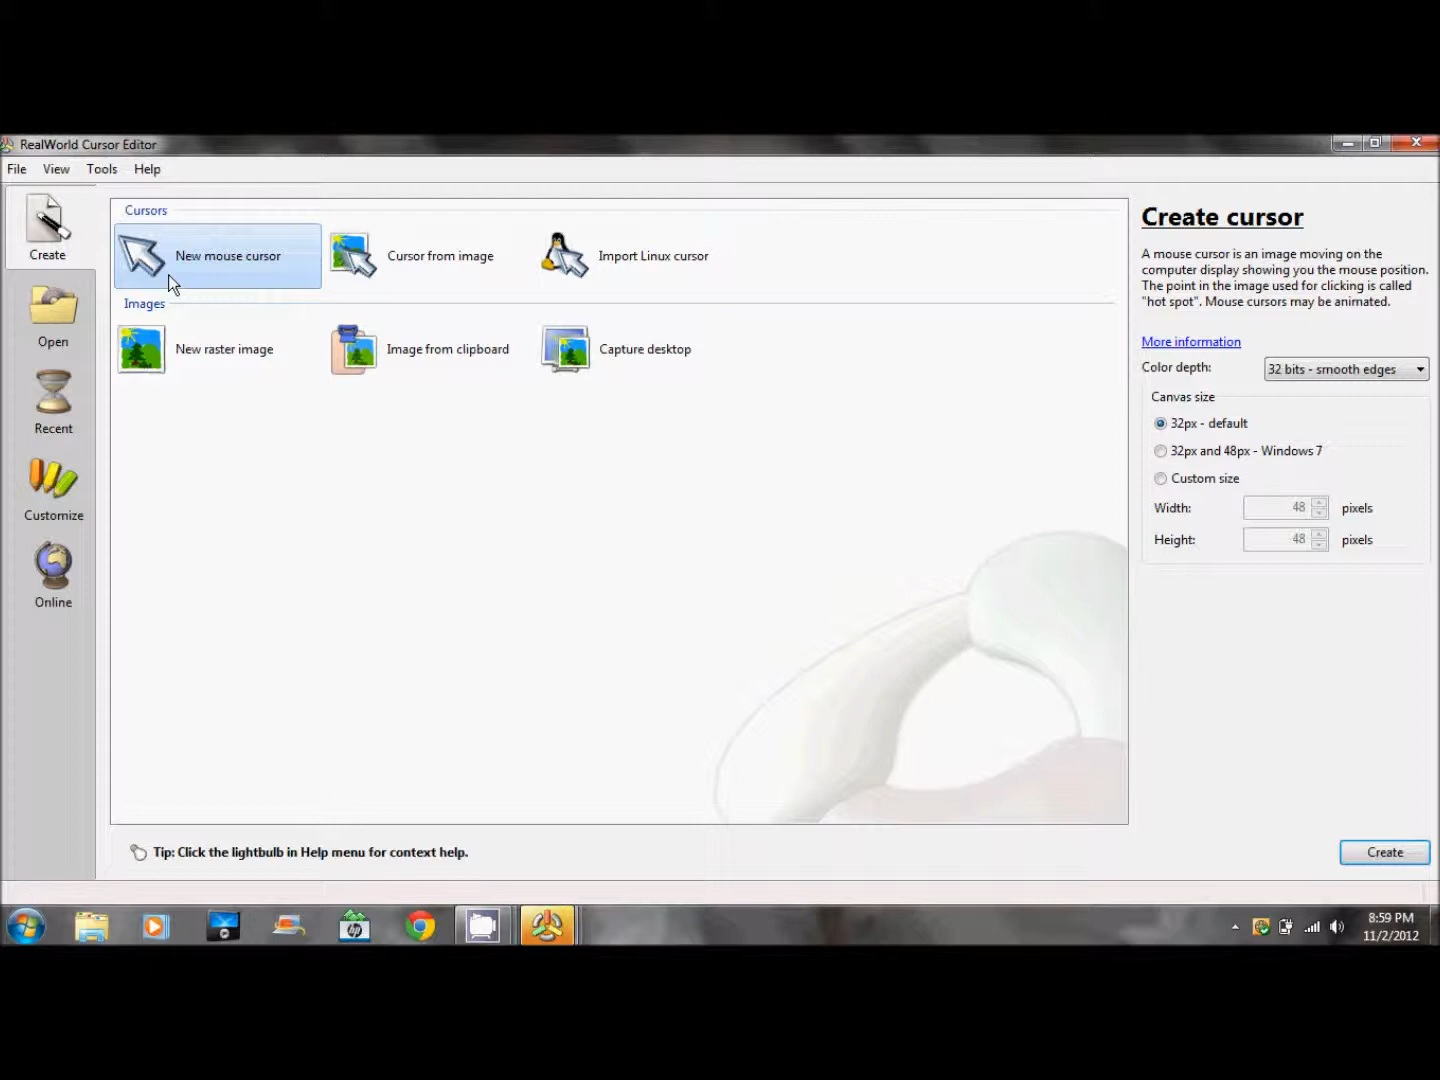 RealWorld Cursor Editor
File View Tools Help
Create
Open
Recent
Customize
Online
Cursors
New mouse cursor
Cursor from image
Import Linux cursor
Images
New raster image
Image from clipboard
Capture desktop
Tip: Click the lightbulb in Help menu for context help.
Create cursor
A mouse cursor is an image moving on the
computer display showing you the mouse position.
The point in the image used for clicking is called
"hot spot". Mouse cursors may be animated.
More information
Color depth: 32 bits - smooth edges
Canvas size
32px - default
32px and 48px - Windows 7
Custom size
Width: 48 pixels
Height: 48 pixels
Create
hp
8:59 PM
11/2/2012